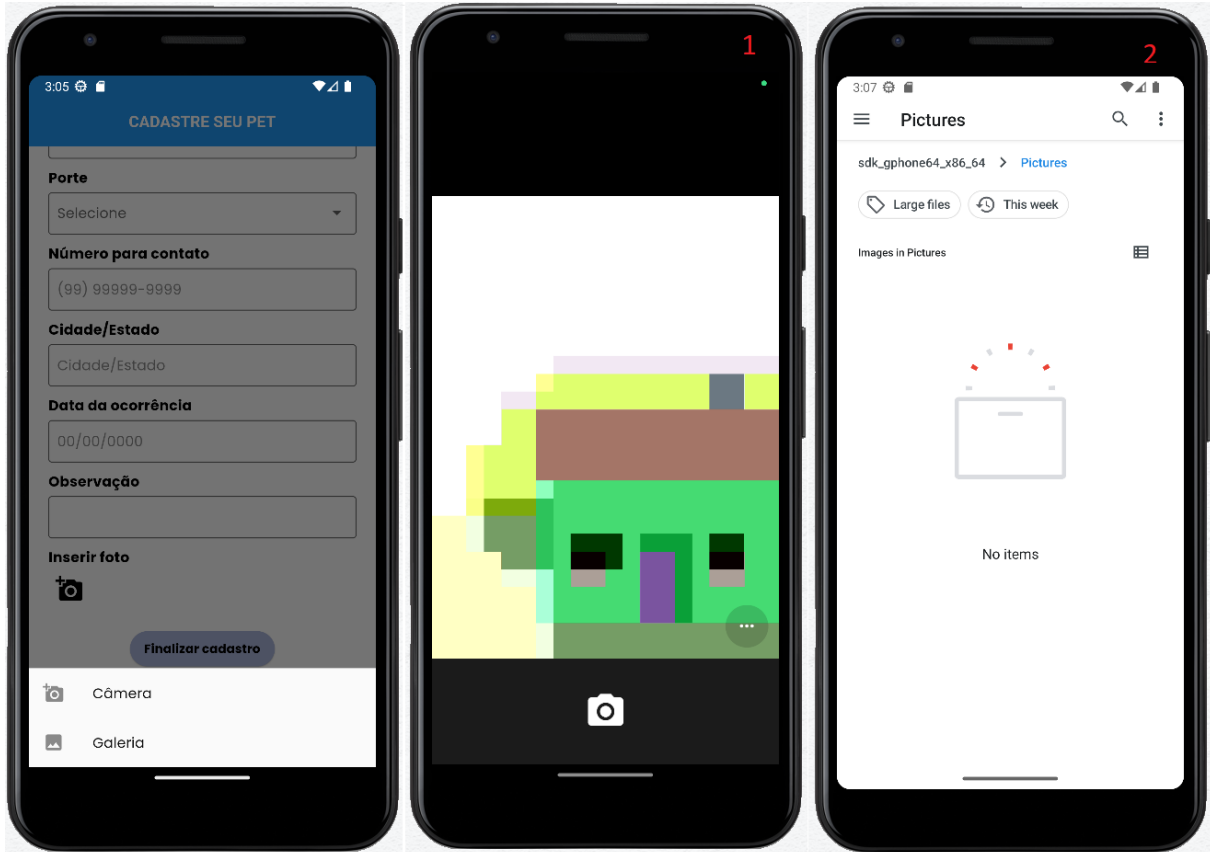 3:05
CADASTRE SEU PET
Porte
Selecione
Número para contato
(99) 99999-9999
Cidade/Estado
Cidade/Estado
Data da ocorrência
00/00/0000
Observação
Inserir foto
Finalizar cadastro
Câmera
Galeria
1
2
3:07
Pictures
sdk_gphone64_x86_64 > Pictures
Large files This week
Images in Pictures
No items